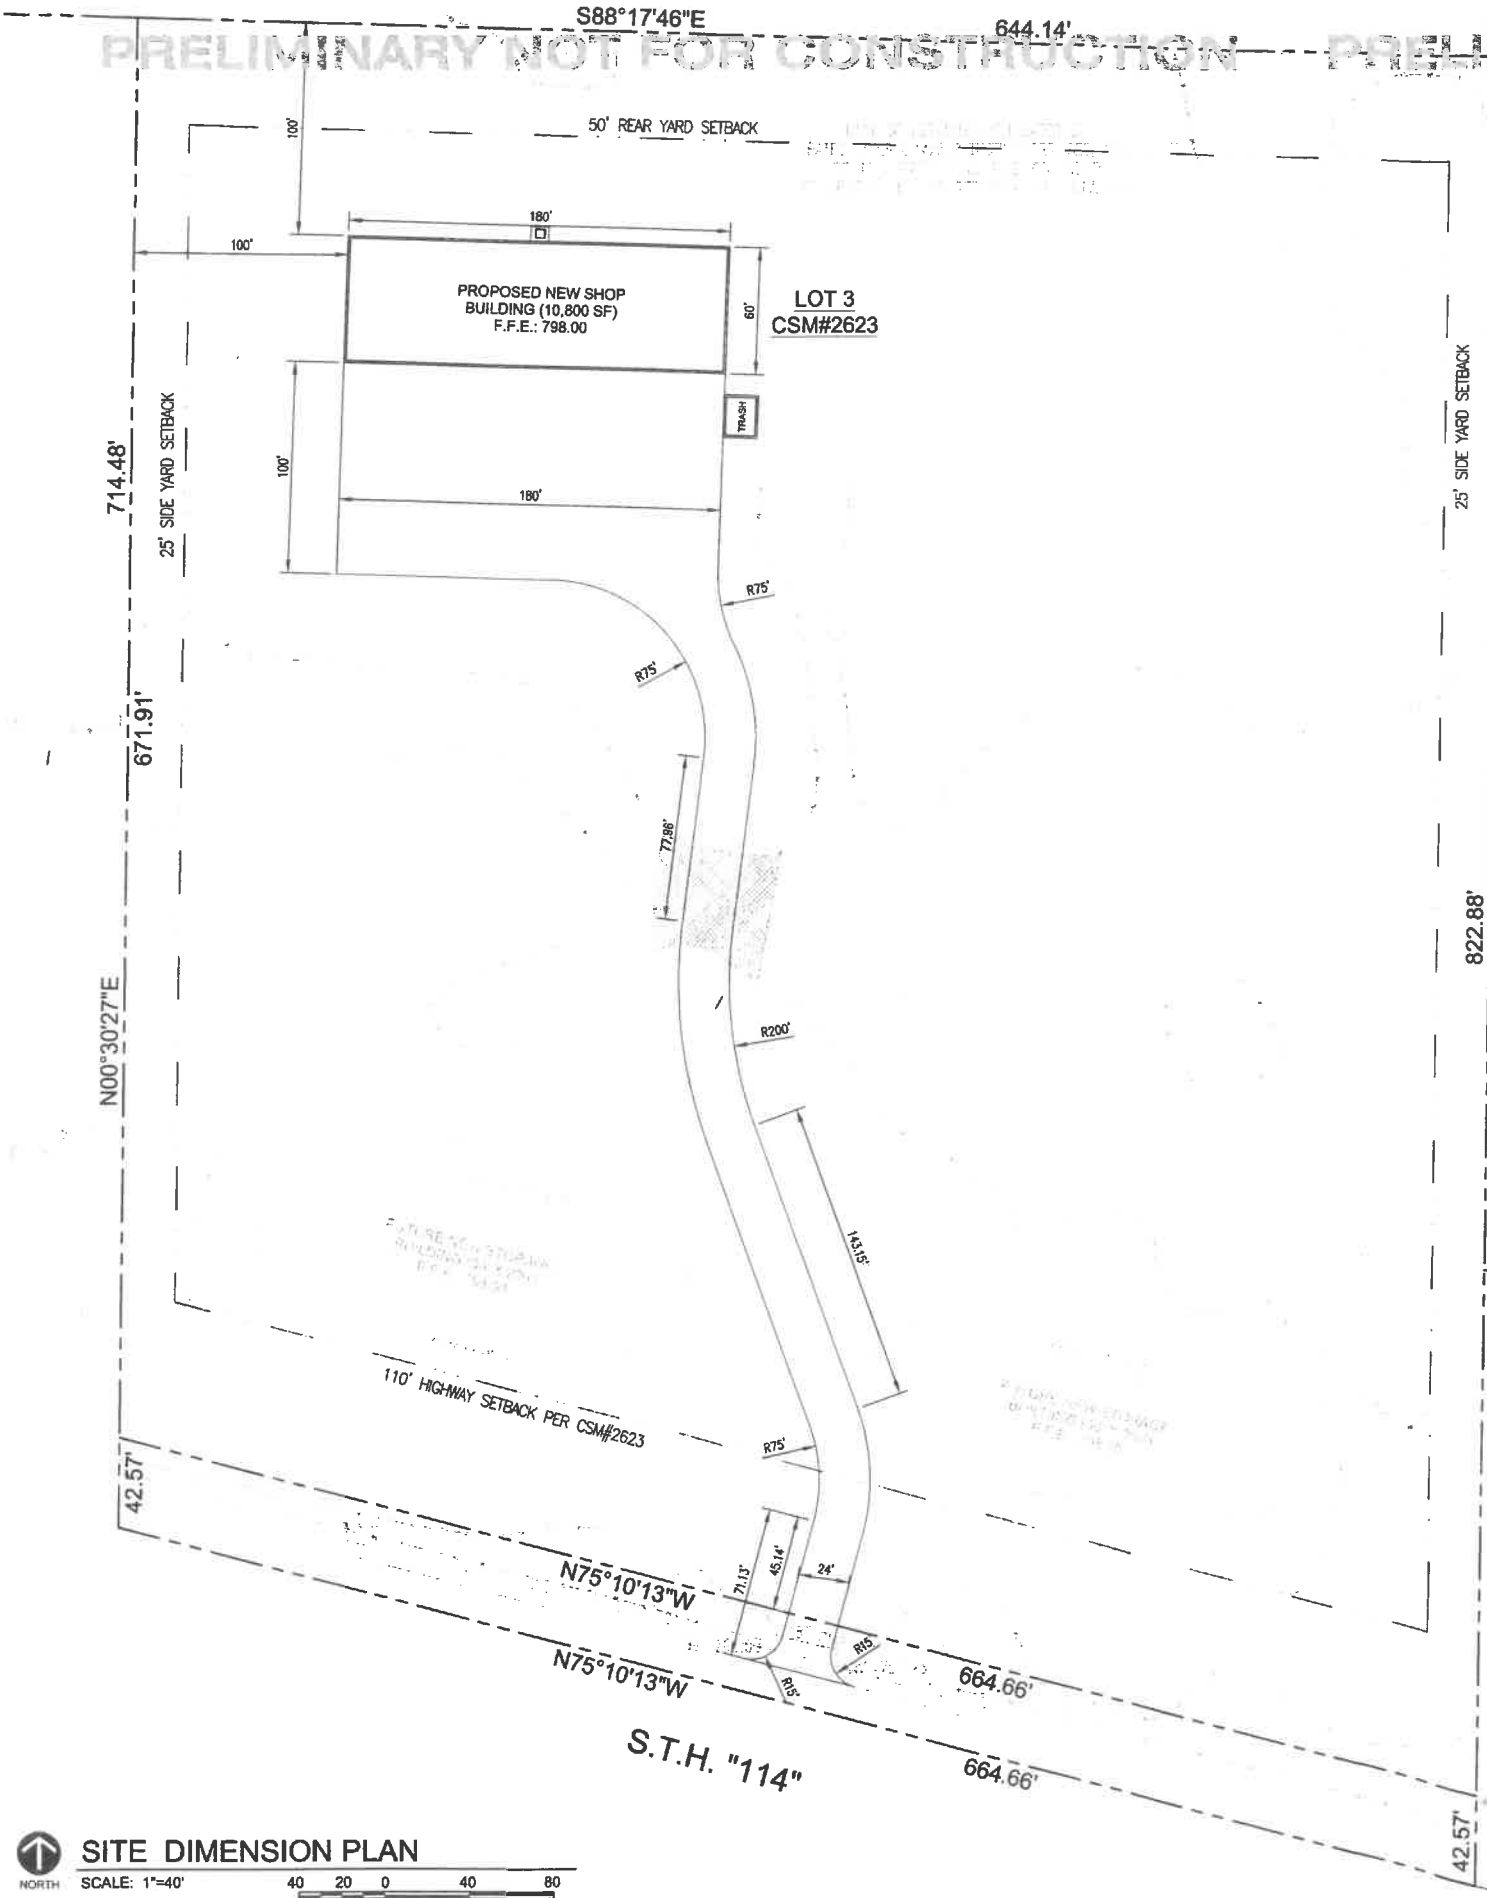 S88°17'46"E
644.14'
PRELIMINARY NOT FOR CONSTRUCTION PRELI
100'
50' REAR YARD SETBACK
180'
100'
PROPOSED NEW SHOP
BUILDING (10,800 SF)
F.F.E.: 798.00
60'
LOT 3
CSM#2623
TRASH
714.48'
25' SIDE YARD SETBACK
100'
180'
25' SIDE YARD SETBACK
R75'
R75'
671.91'
77.96'
822.88'
N00°30'27"E
R200'
143.15'
110' HIGHWAY SETBACK PER CSM#2623
R75'
42.57'
71.13'
45.14'
24'
N75°10'13"W
R15'
R15'
N75°10'13"W
664.66'
S.T.H. "114"
664.66'
42.57'
NORTH
SITE DIMENSION PLAN
SCALE: 1"=40'
40 20 0 40 80